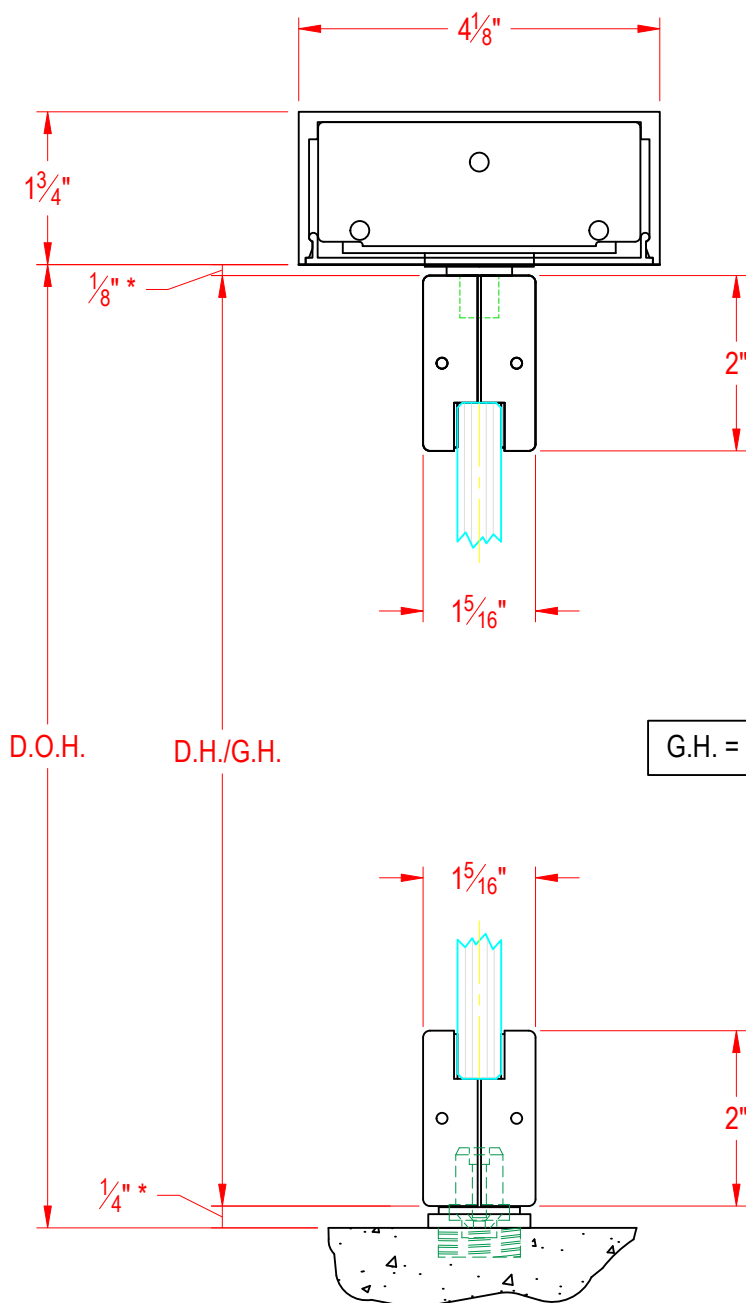 4⅛"
1¾"
⅛" *
2"
1⁵⁄₁₆"
D.O.H.
D.H./G.H.
G.H. =
1⁵⁄₁₆"
2"
¼" *